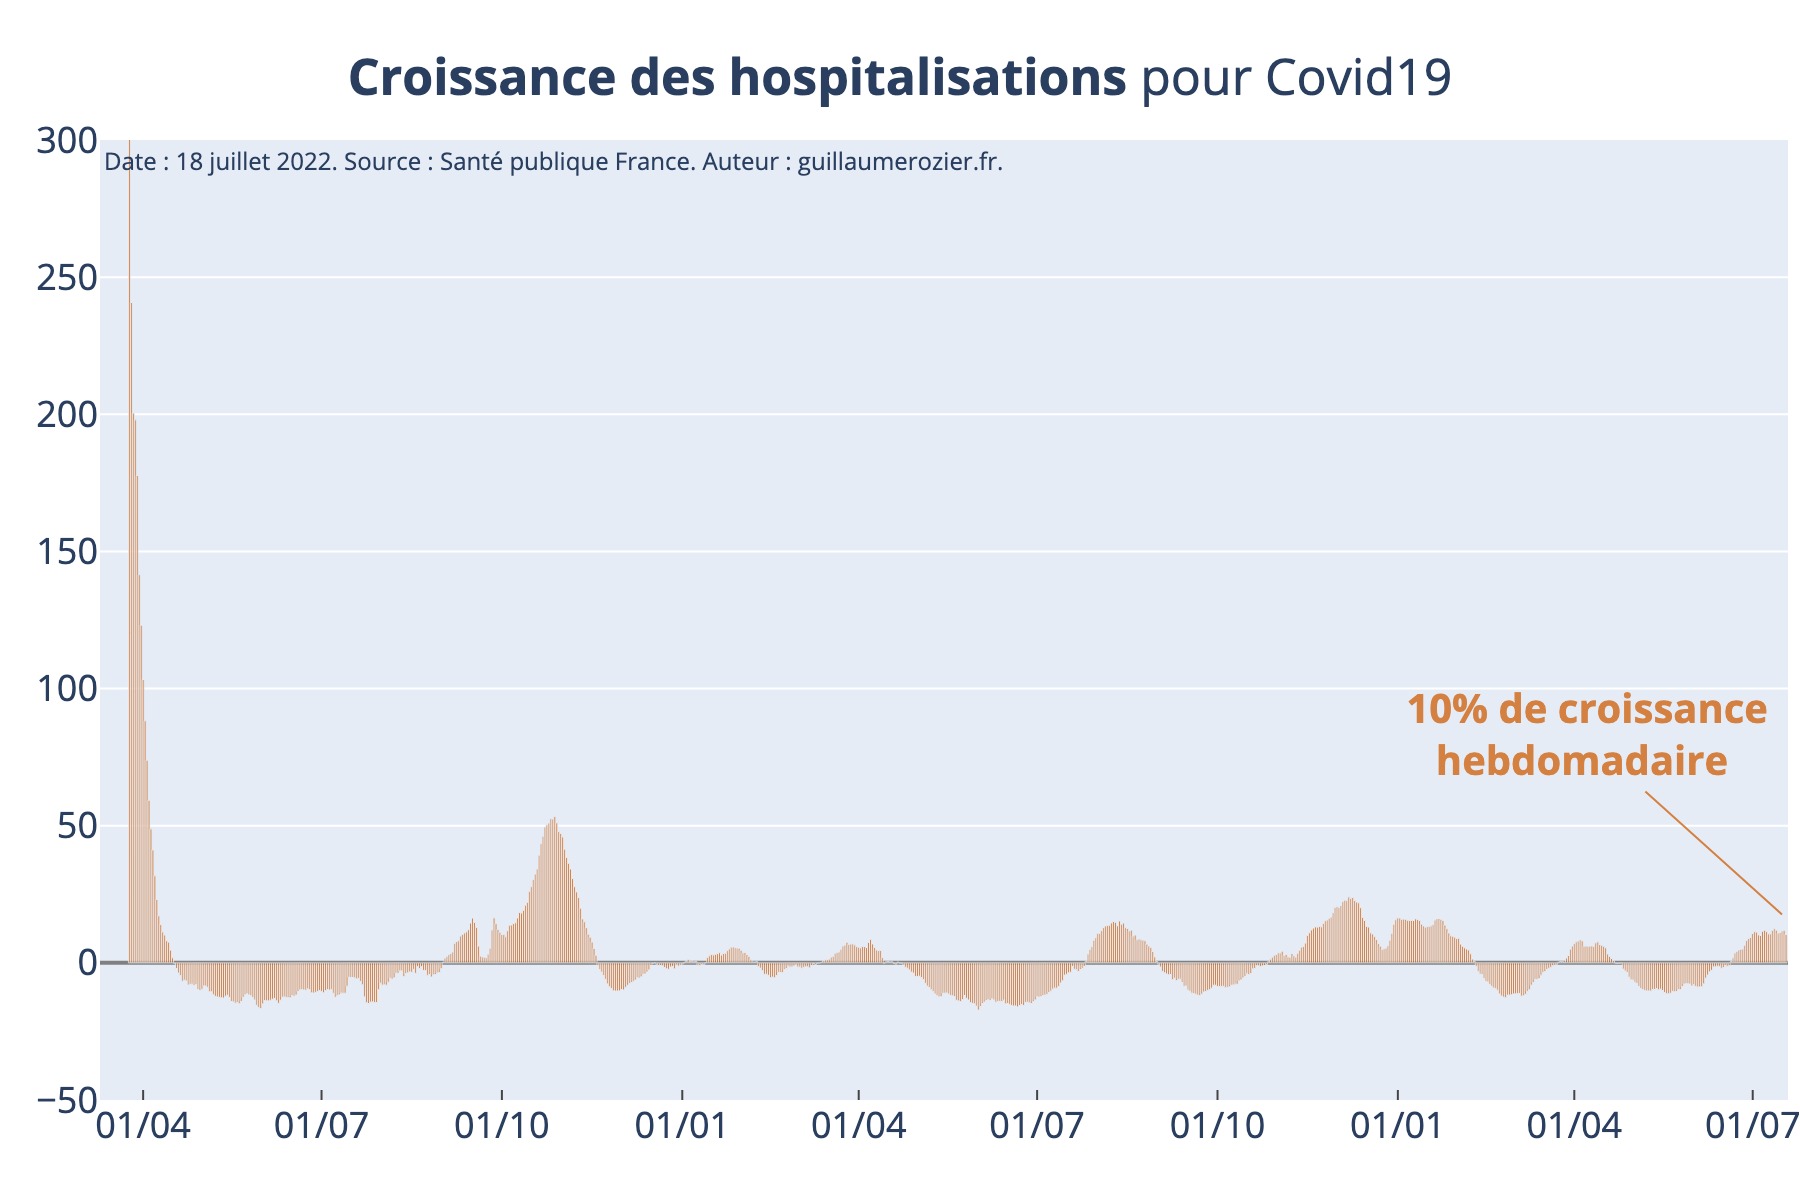 Croissance des hospitalisations pour Covid19
300
Date : 18 juillet 2022. Source : Santé publique France. Auteur : guillaumerozier.fr.
250
200
150
100
10% de croissance
hebdomadaire
50
0
−50
01/04 01/07 01/10 01/01 01/04 01/07 01/10 01/01 01/04 01/07